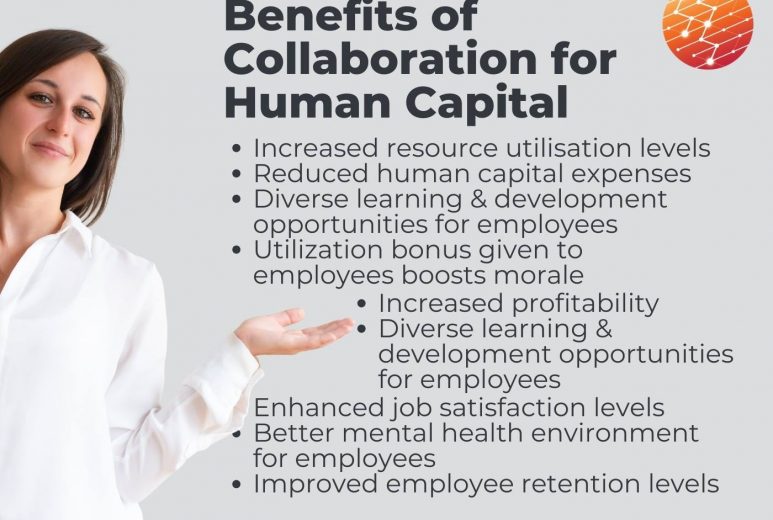 Benefits of
Collaboration for
Human Capital
• Increased resource utilisation levels
• Reduced human capital expenses
• Diverse learning & development
opportunities for employees
• Utilization bonus given to
employees boosts morale
• Increased profitability
• Diverse learning &
development opportunities
for employees
Enhanced job satisfaction levels
• Better mental health environment
for employees
• Improved employee retention levels